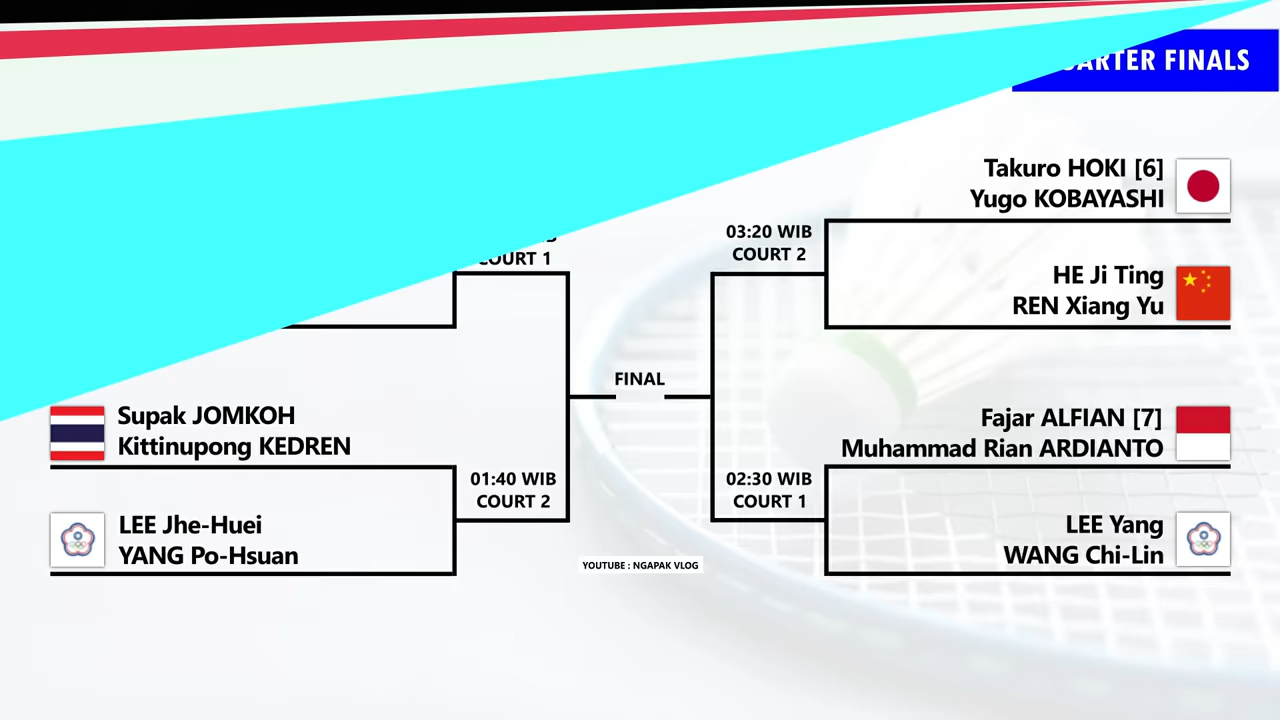 FINALS
Takuro HOKI [6]
Yugo KOBAYASHI
03:20 WIB
COURT 2
COURT 1
HE Ji Ting
REN Xiang Yu
FINAL
Supak JOMKOH
Kittinupong KEDREN
Fajar ALFIAN [7]
Muhammad Rian ARDIANTO
01:40 WIB
COURT 2
02:30 WIB
COURT 1
LEE Jhe-Huei
YANG Po-Hsuan
LEE Yang
WANG Chi-Lin
YOUTUBE : NGAPAK VLOG